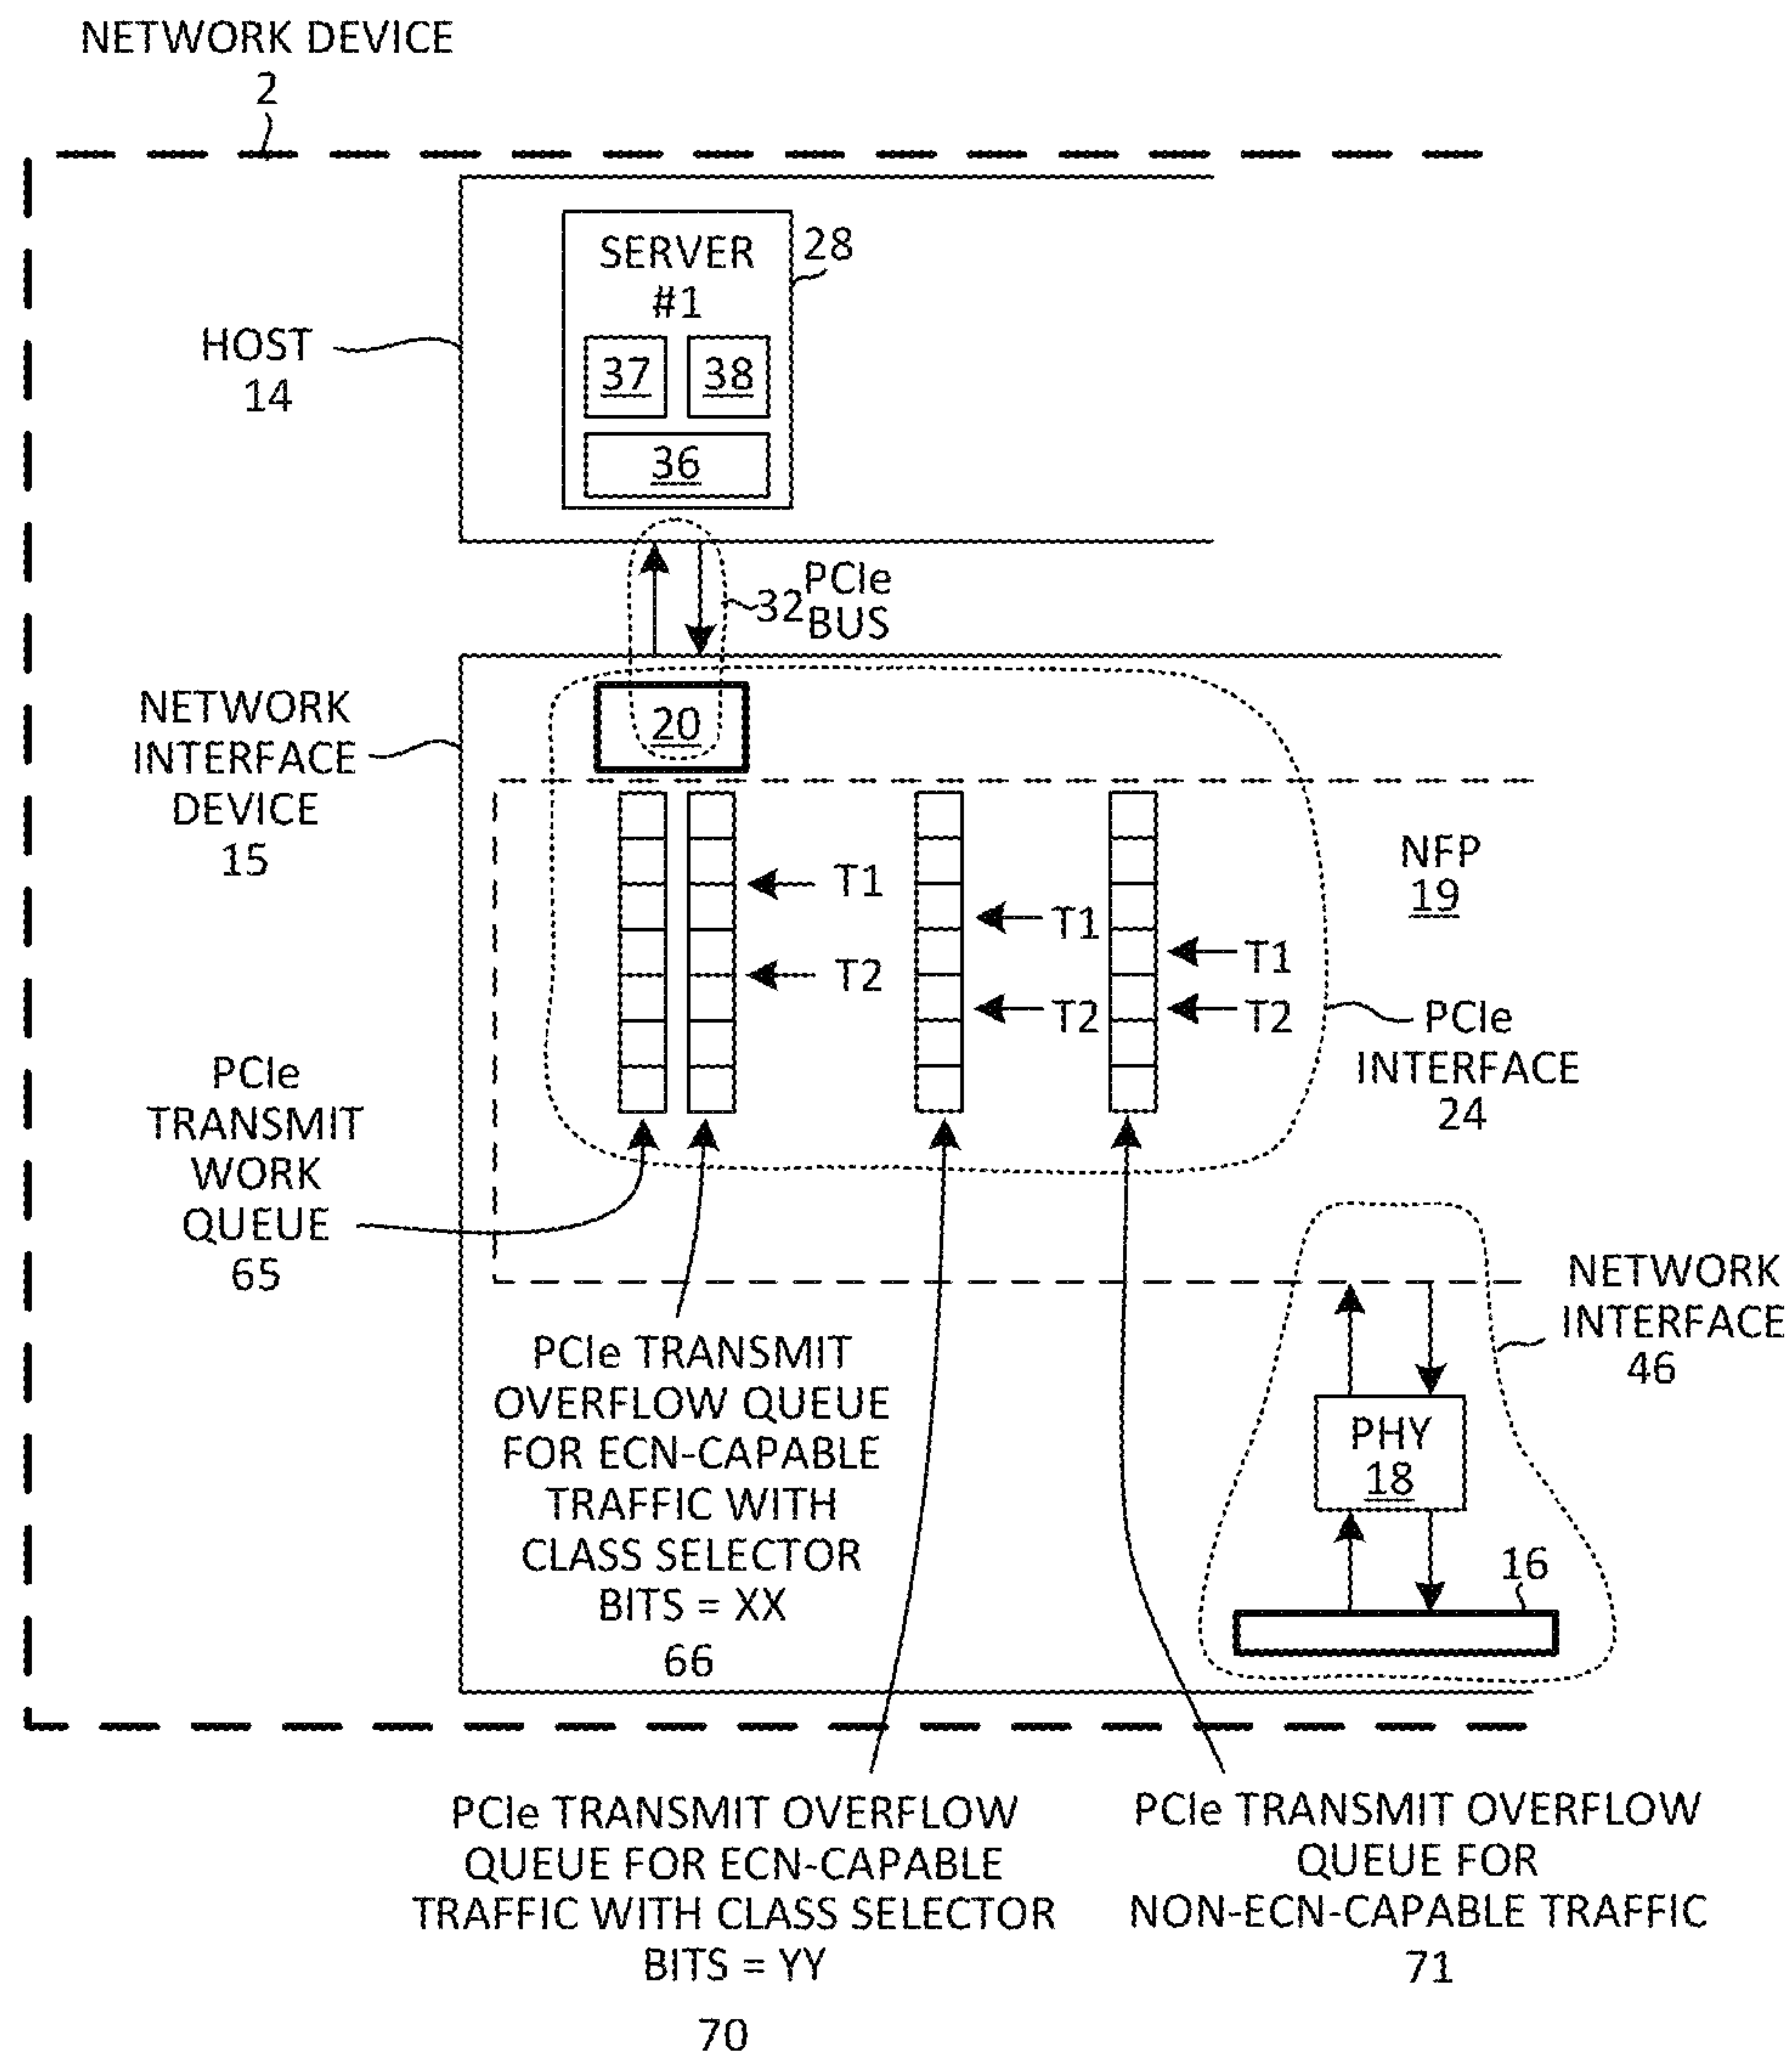 NETWORK DEVICE
2
SERVER
#1
28
37
38
36
HOST
14
32
PCIe
BUS
NETWORK
INTERFACE
DEVICE
15
20
NFP
19
T1
T2
T1
T2
T1
T2
PCIe
INTERFACE
24
PCIe
TRANSMIT
WORK
QUEUE
65
PCIe TRANSMIT
OVERFLOW QUEUE
FOR ECN-CAPABLE
TRAFFIC WITH
CLASS SELECTOR
BITS = XX
66
NETWORK
INTERFACE
46
PHY
18
16
PCIe TRANSMIT OVERFLOW
QUEUE FOR ECN-CAPABLE
TRAFFIC WITH CLASS SELECTOR
BITS = YY
70
PCIe TRANSMIT OVERFLOW
QUEUE FOR
NON-ECN-CAPABLE TRAFFIC
71